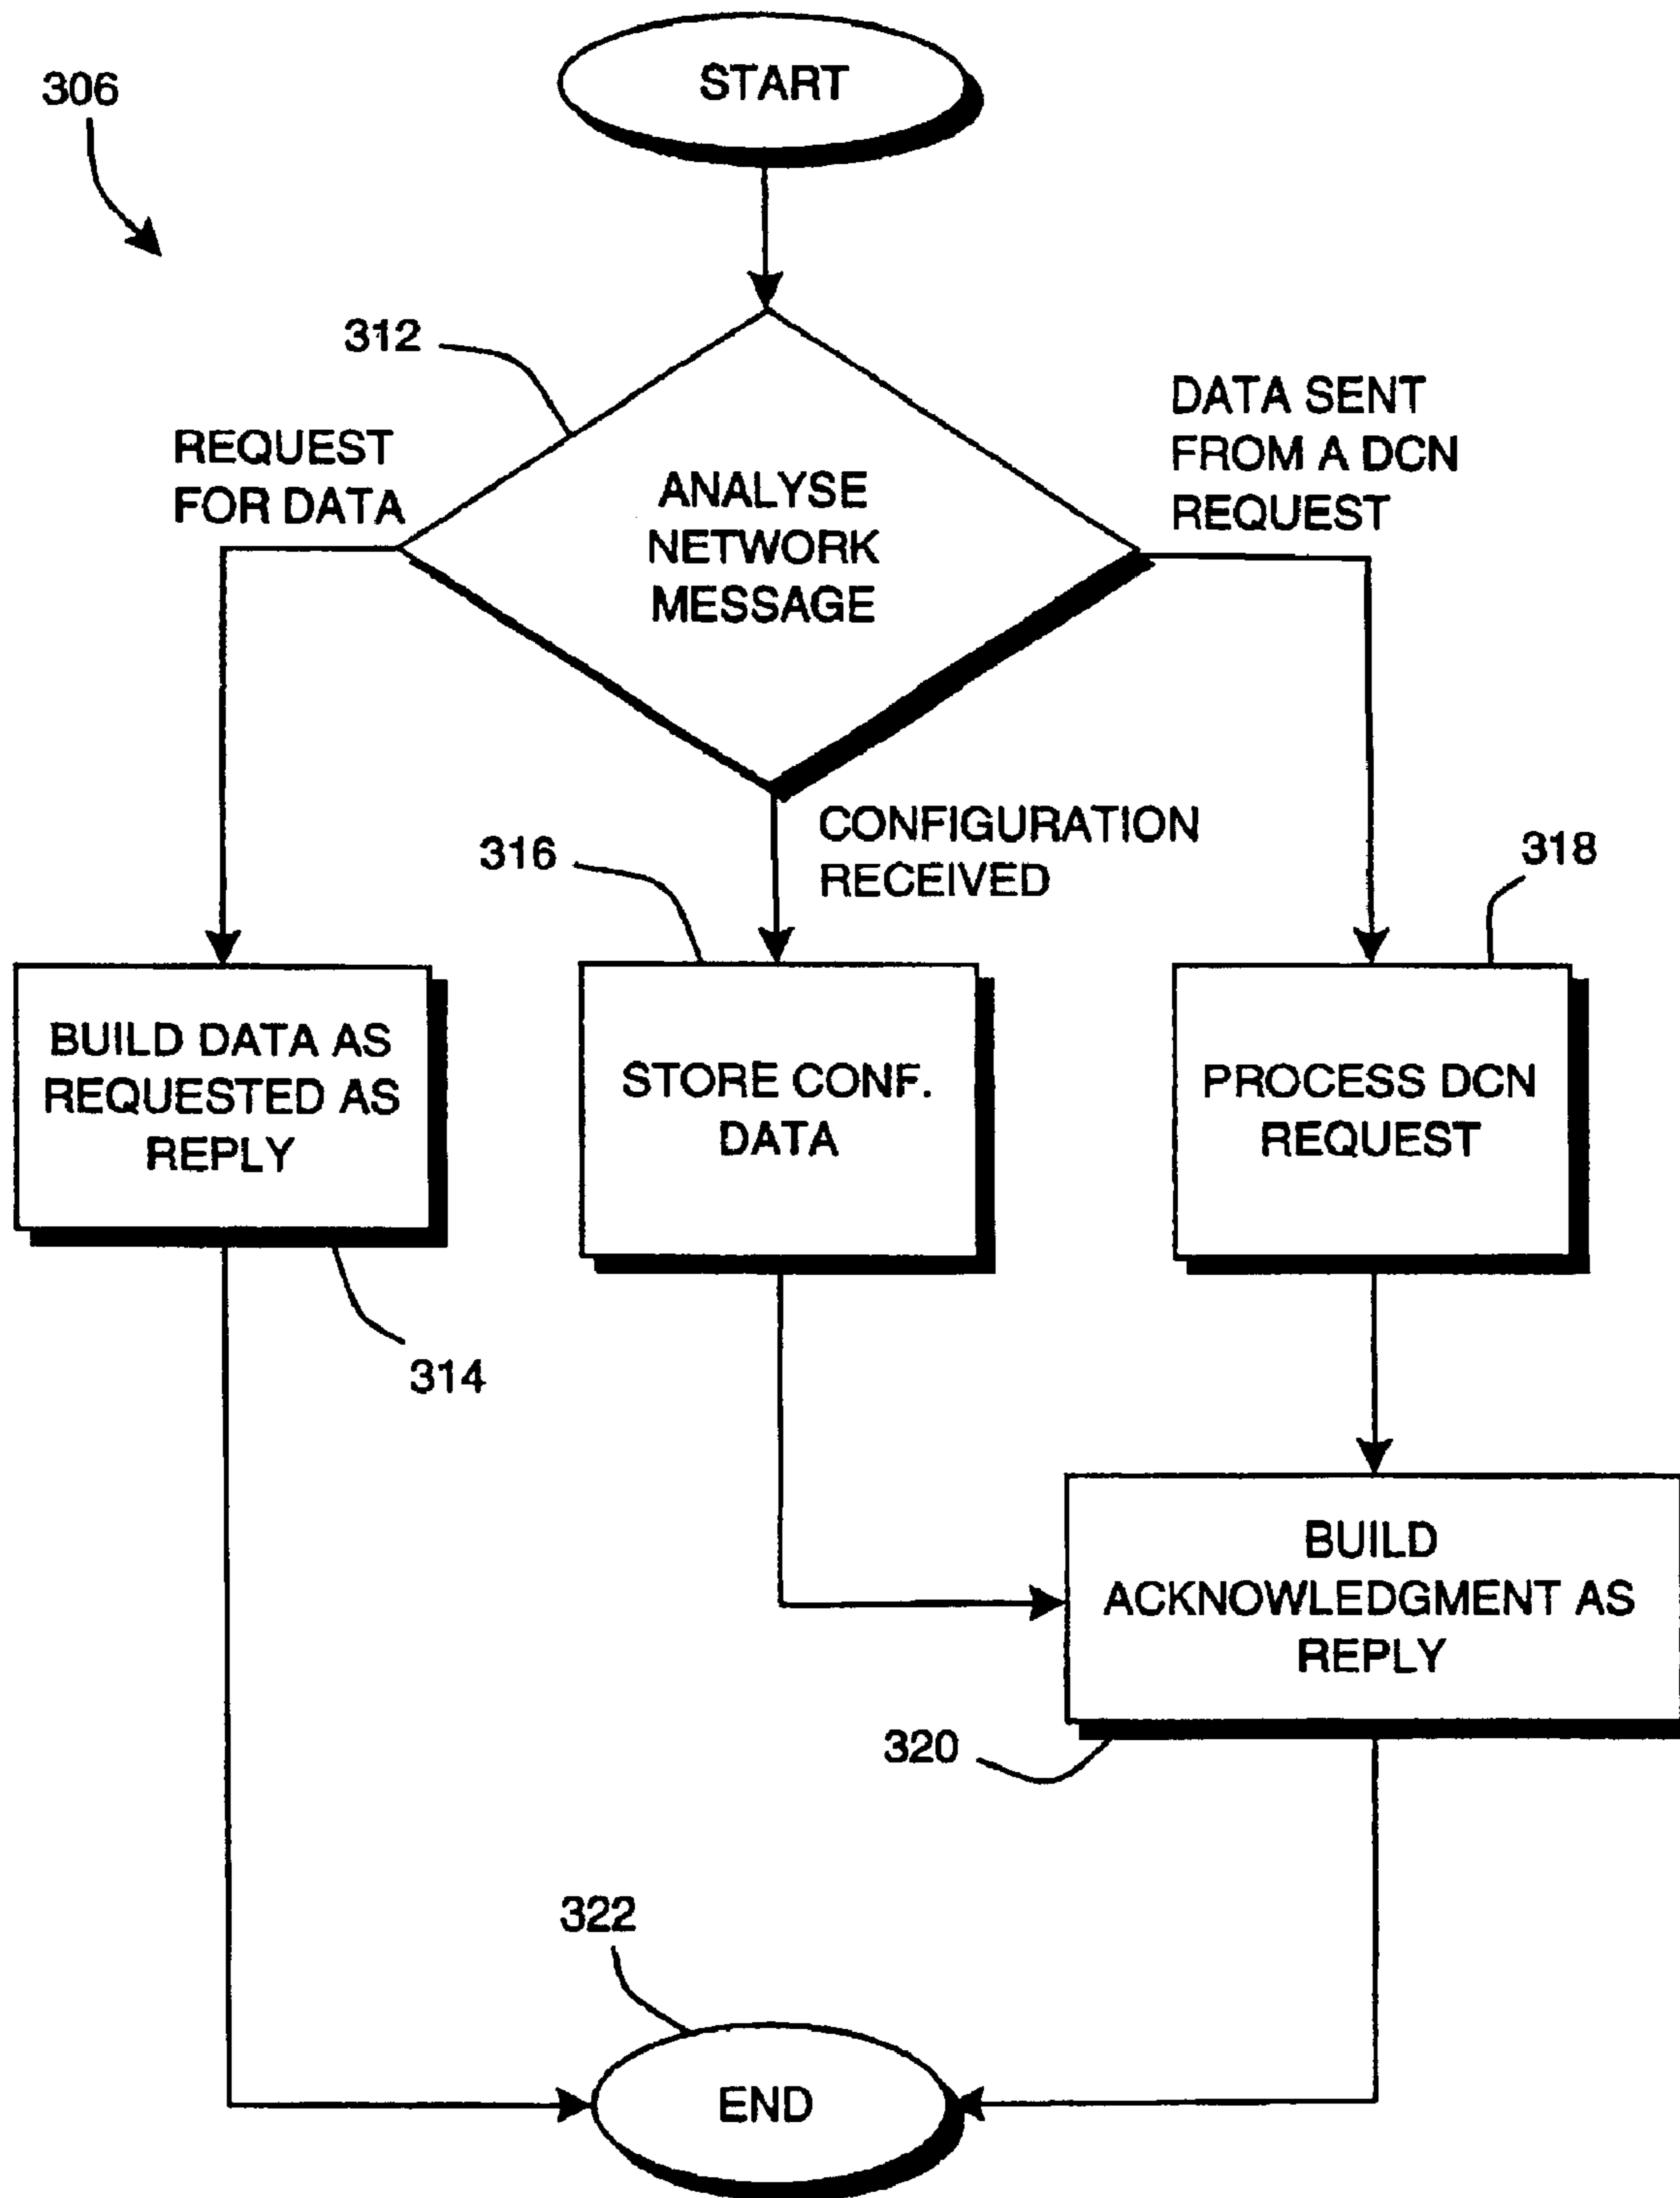 START
306
312
REQUEST
FOR DATA
ANALYSE
NETWORK
MESSAGE
DATA SENT
FROM A DCN
REQUEST
316
CONFIGURATION
RECEIVED
318
BUILD DATA AS
REQUESTED AS
REPLY
STORE CONF.
DATA
PROCESS DCN
REQUEST
314
BUILD
ACKNOWLEDGMENT AS
REPLY
320
322
END